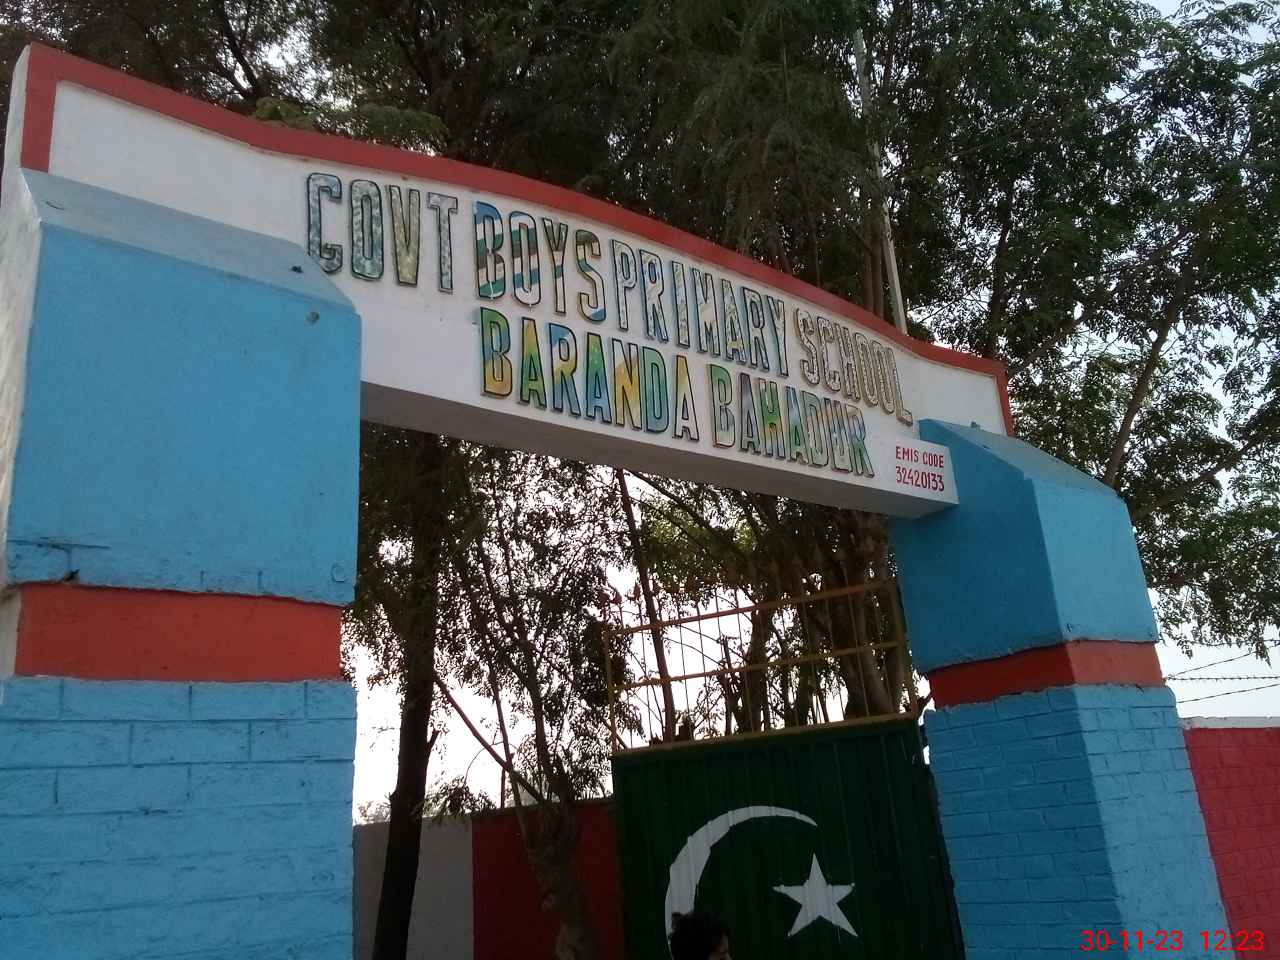 GOVT BOYS PRIMARY SCHOOL
BARANDA BAHADUR
EMIS CODE
32420133
30-11-23 12:23